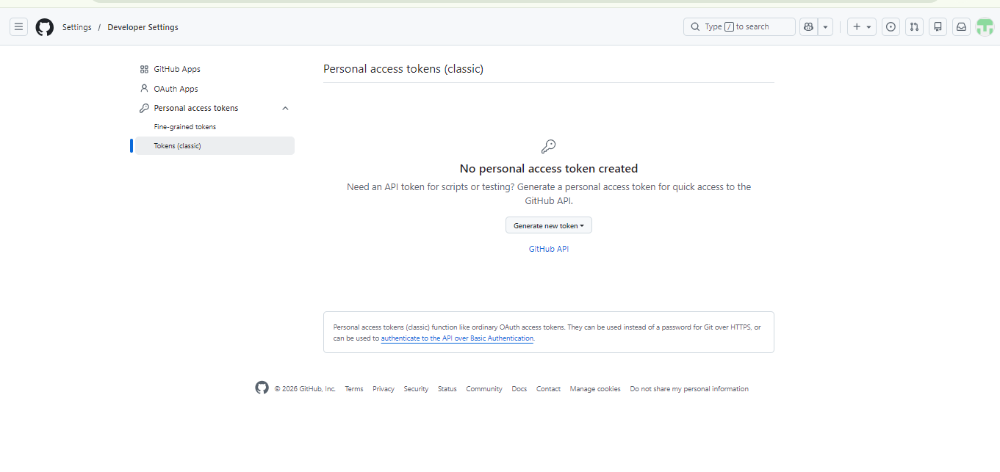 Settings / Developer Settings
Type / to search
GitHub Apps
OAuth Apps
Personal access tokens
Fine-grained tokens
Tokens (classic)
Personal access tokens (classic)
No personal access token created
Need an API token for scripts or testing? Generate a personal access token for quick access to the
GitHub API.
Generate new token
GitHub API
Personal access tokens (classic) function like ordinary OAuth access tokens. They can be used instead of a password for Git over HTTPS, or
can be used to authenticate to the API over Basic Authentication.
© 2026 GitHub, Inc. Terms Privacy Security Status Community Docs Contact Manage cookies Do not share my personal information